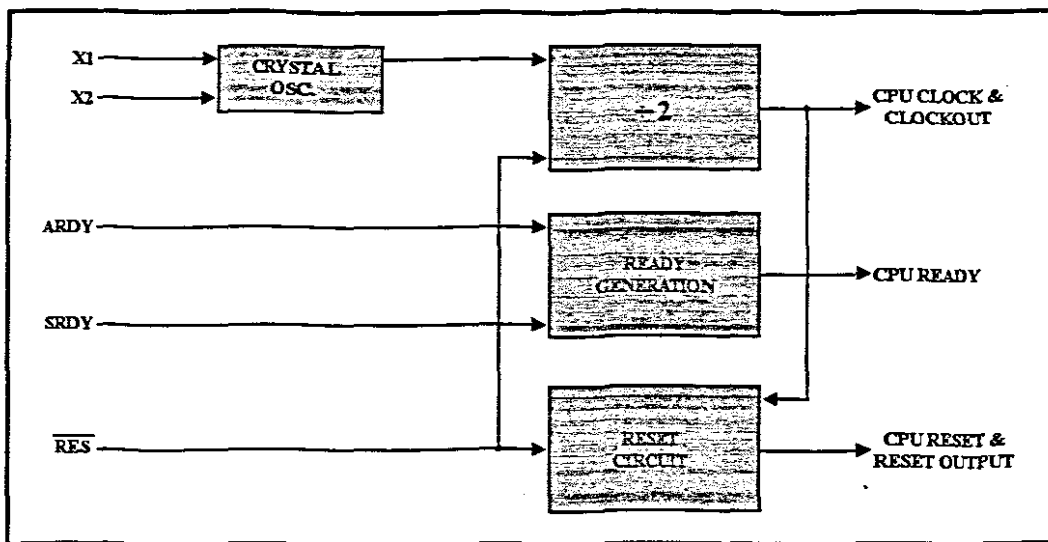 X1
X2
CRYSTAL
OSC.
÷2
CPU CLOCK &
CLOCKOUT
ARDY
SRDY
READY
GENERATION
CPU READY
RES
RESET
CIRCUIT
CPU RESET &
RESET OUTPUT